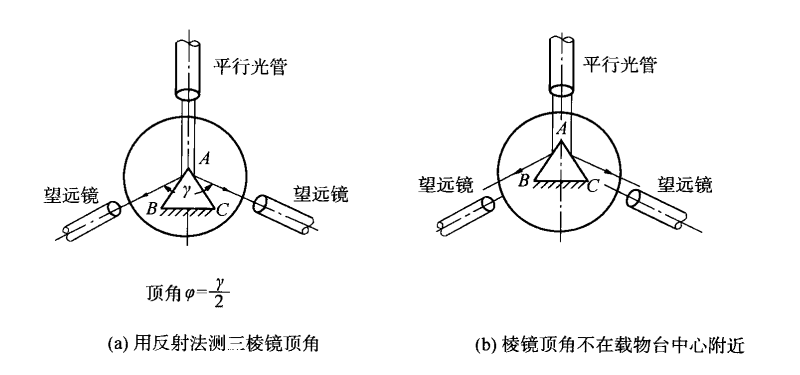 平行光管
A
望远镜
γ
望远镜
B
C
顶角φ=γ/2
(a) 用反射法测三棱镜顶角
平行光管
A
望远镜
望远镜
B
C
(b) 棱镜顶角不在载物台中心附近